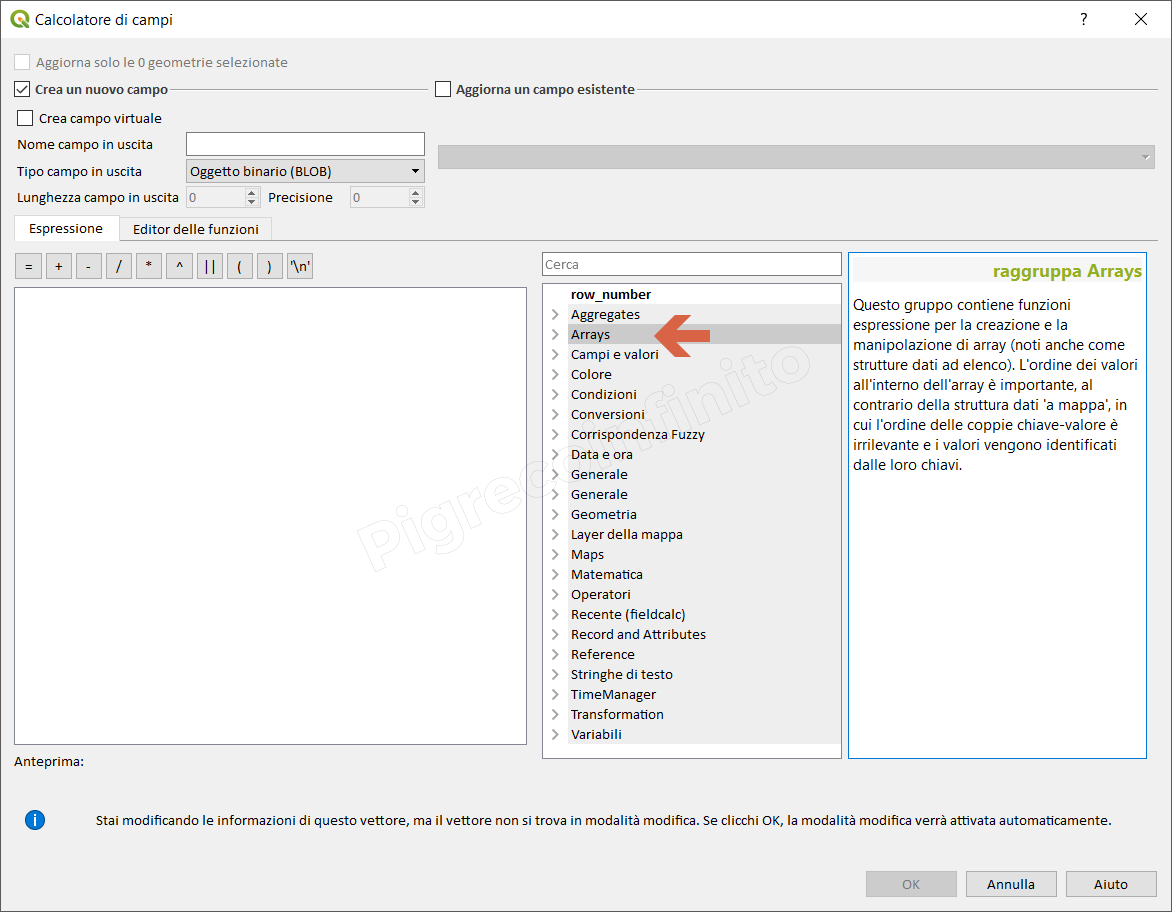 Calcolatore di campi
?
Aggiorna solo le 0 geometrie selezionate
Crea un nuovo campo
Aggiorna un campo esistente
Crea campo virtuale
Nome campo in uscita
Tipo campo in uscita
Oggetto binario (BLOB)
Lunghezza campo in uscita
0
Precisione
0
Espressione
Editor delle funzioni
= + - / * ^ || ( ) '\n'
Cerca
row_number
Aggregates
Arrays
Campi e valori
Colore
Condizioni
Conversioni
Corrispondenza Fuzzy
Data e ora
Generale
Generale
Geometria
Layer della mappa
Maps
Matematica
Operatori
Recente (fieldcalc)
Record and Attributes
Reference
Stringhe di testo
TimeManager
Transformation
Variabili
raggruppa Arrays
Questo gruppo contiene funzioni
espressione per la creazione e la
manipolazione di array (noti anche come
strutture dati ad elenco). L'ordine dei valori
all'interno dell'array è importante, al
contrario della struttura dati 'a mappa', in
cui l'ordine delle coppie chiave-valore è
irrilevante e i valori vengono identificati
dalle loro chiavi.
Pigrecoinfinito
Anteprima:
Stai modificando le informazioni di questo vettore, ma il vettore non si trova in modalità modifica. Se clicchi OK, la modalità modifica verrà attivata automaticamente.
OK
Annulla
Aiuto